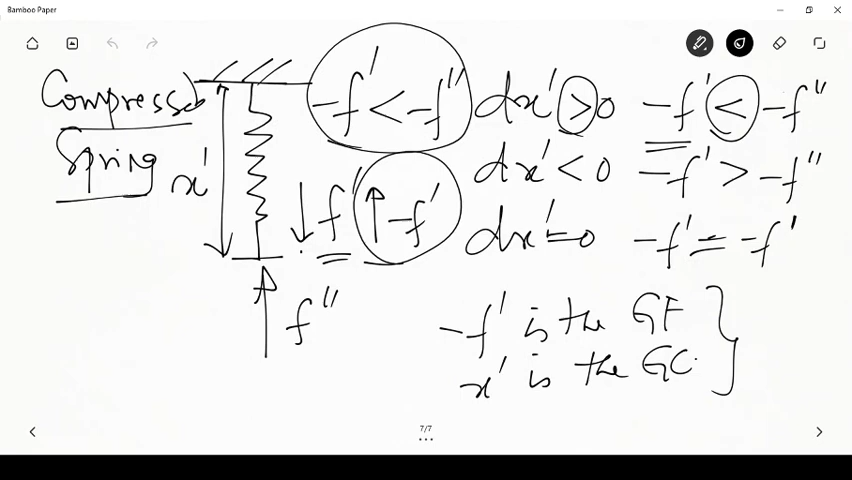 Bamboo Paper
Compressed
Spring
x'
-f' < -f"
f' -f'
f"
dx' > 0 -f' < -f"
dx' < 0 -f' > -f"
dx' = 0 -f' = -f"
-f' is the GF
x' is the GC.
7/7